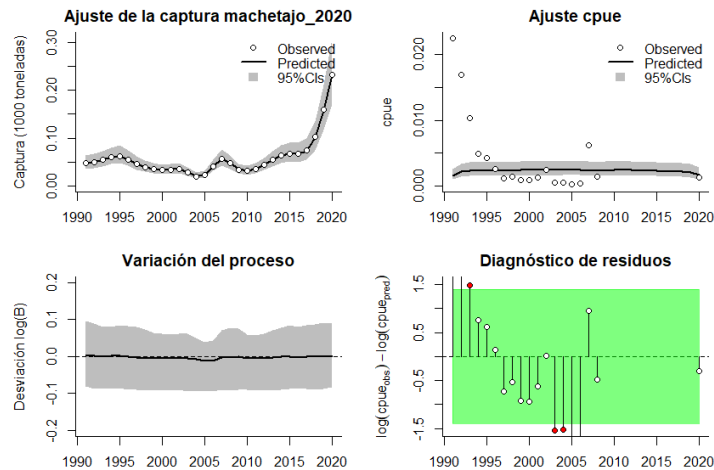 Ajuste de la captura machetajo_2020
Captura (1000 toneladas)
0.00 0.10 0.20 0.30
Observed
Predicted
95%CIs
1990 1995 2000 2005 2010 2015 2020
Ajuste cpue
cpue
0.000 0.010 0.020
Observed
Predicted
95%CIs
1990 1995 2000 2005 2010 2015 2020
Variación del proceso
Desviación log(B)
-0.2 -0.1 0.0 0.1 0.2
1990 1995 2000 2005 2010 2015 2020
Diagnóstico de residuos
log(cpue_obs) − log(cpue_pred)
-1.5 -0.5 0.5 1.5
1990 1995 2000 2005 2010 2015 2020